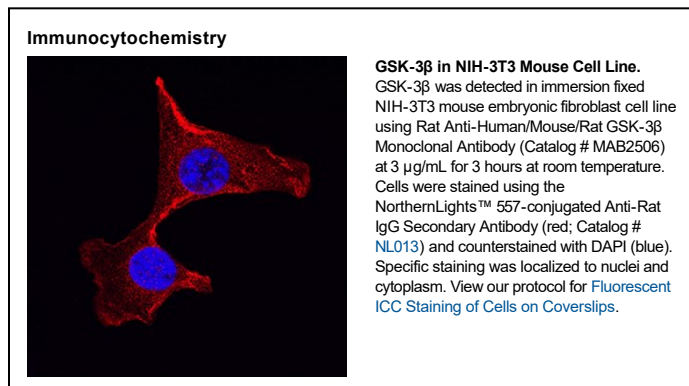 Immunocytochemistry
GSK-3β in NIH-3T3 Mouse Cell Line.
GSK-3β was detected in immersion fixed
NIH-3T3 mouse embryonic fibroblast cell line
using Rat Anti-Human/Mouse/Rat GSK-3β
Monoclonal Antibody (Catalog # MAB2506)
at 3 µg/mL for 3 hours at room temperature.
Cells were stained using the
NorthernLights™ 557-conjugated Anti-Rat
IgG Secondary Antibody (red; Catalog #
NL013) and counterstained with DAPI (blue).
Specific staining was localized to nuclei and
cytoplasm. View our protocol for Fluorescent
ICC Staining of Cells on Coverslips.